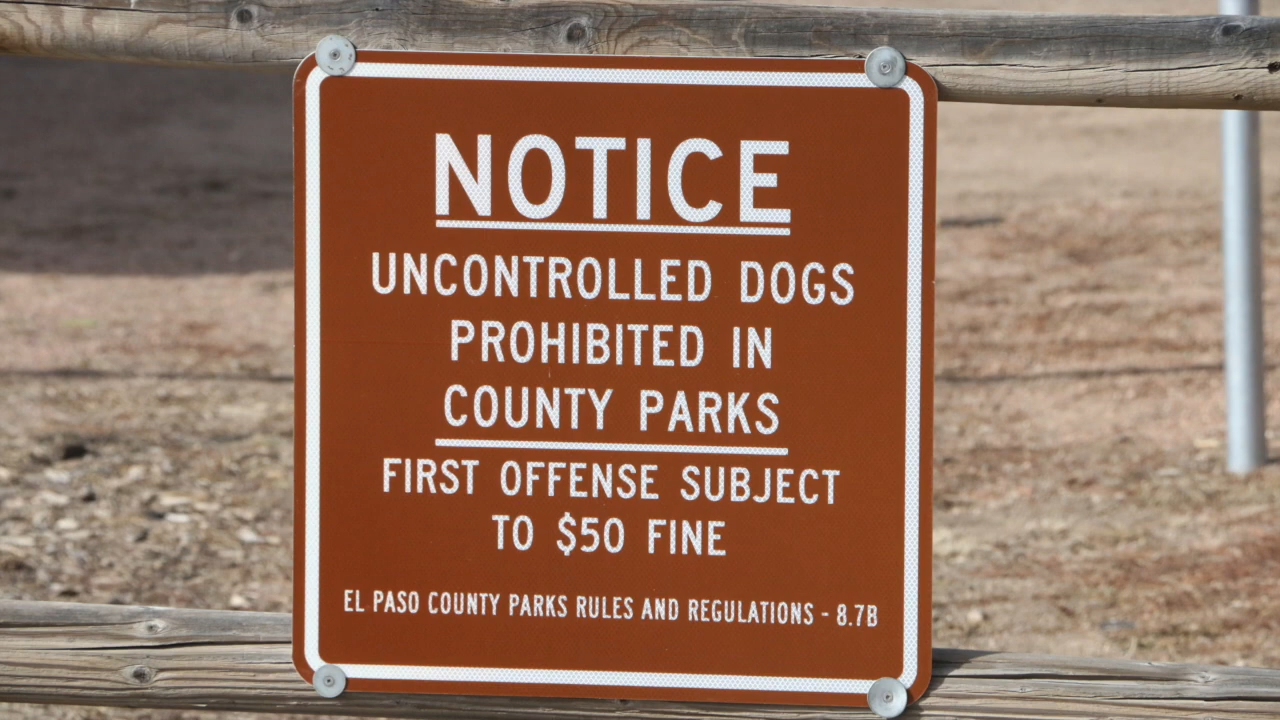 NOTICE
UNCONTROLLED DOGS
PROHIBITED IN
COUNTY PARKS
FIRST OFFENSE SUBJECT
TO $50 FINE
EL PASO COUNTY PARKS RULES AND REGULATIONS - 8.7B